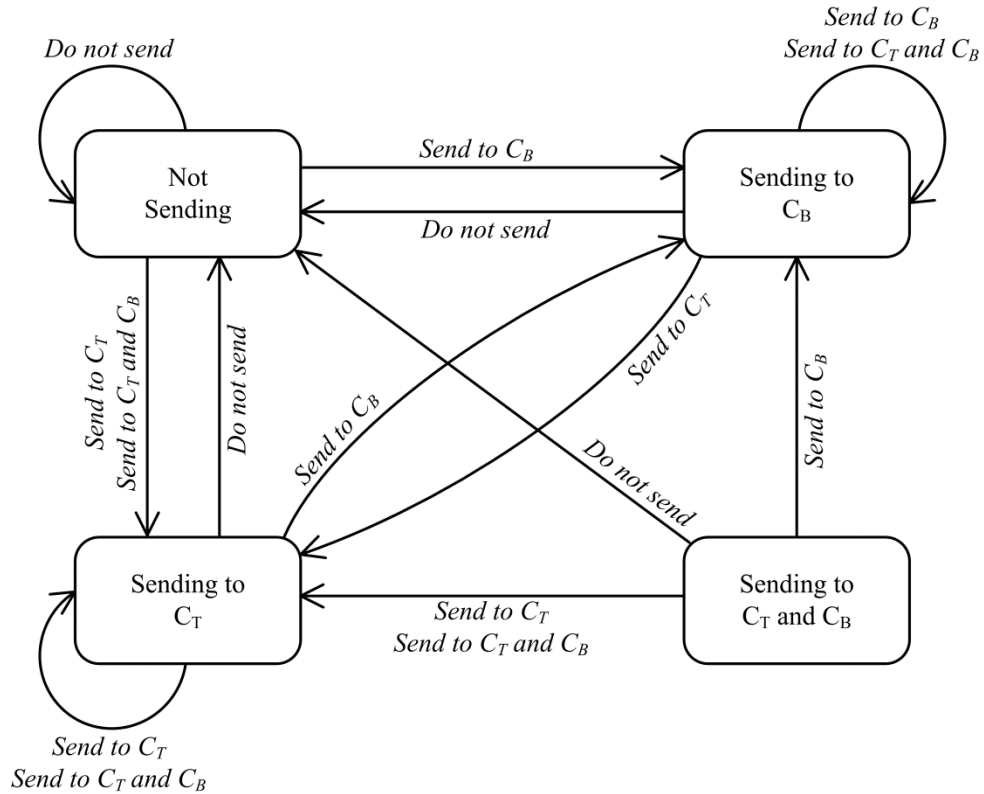 Send to C_B
Send to C_T and C_B
Do not send
Send to C_B
Not
Sending
Sending to
C_B
Do not send
Send to C_T
Send to C_T and C_B
Do not send
Send to C_B
Send to C_T
Do not send
Send to C_B
Sending to
C_T
Send to C_T
Send to C_T and C_B
Sending to
C_T and C_B
Send to C_T
Send to C_T and C_B